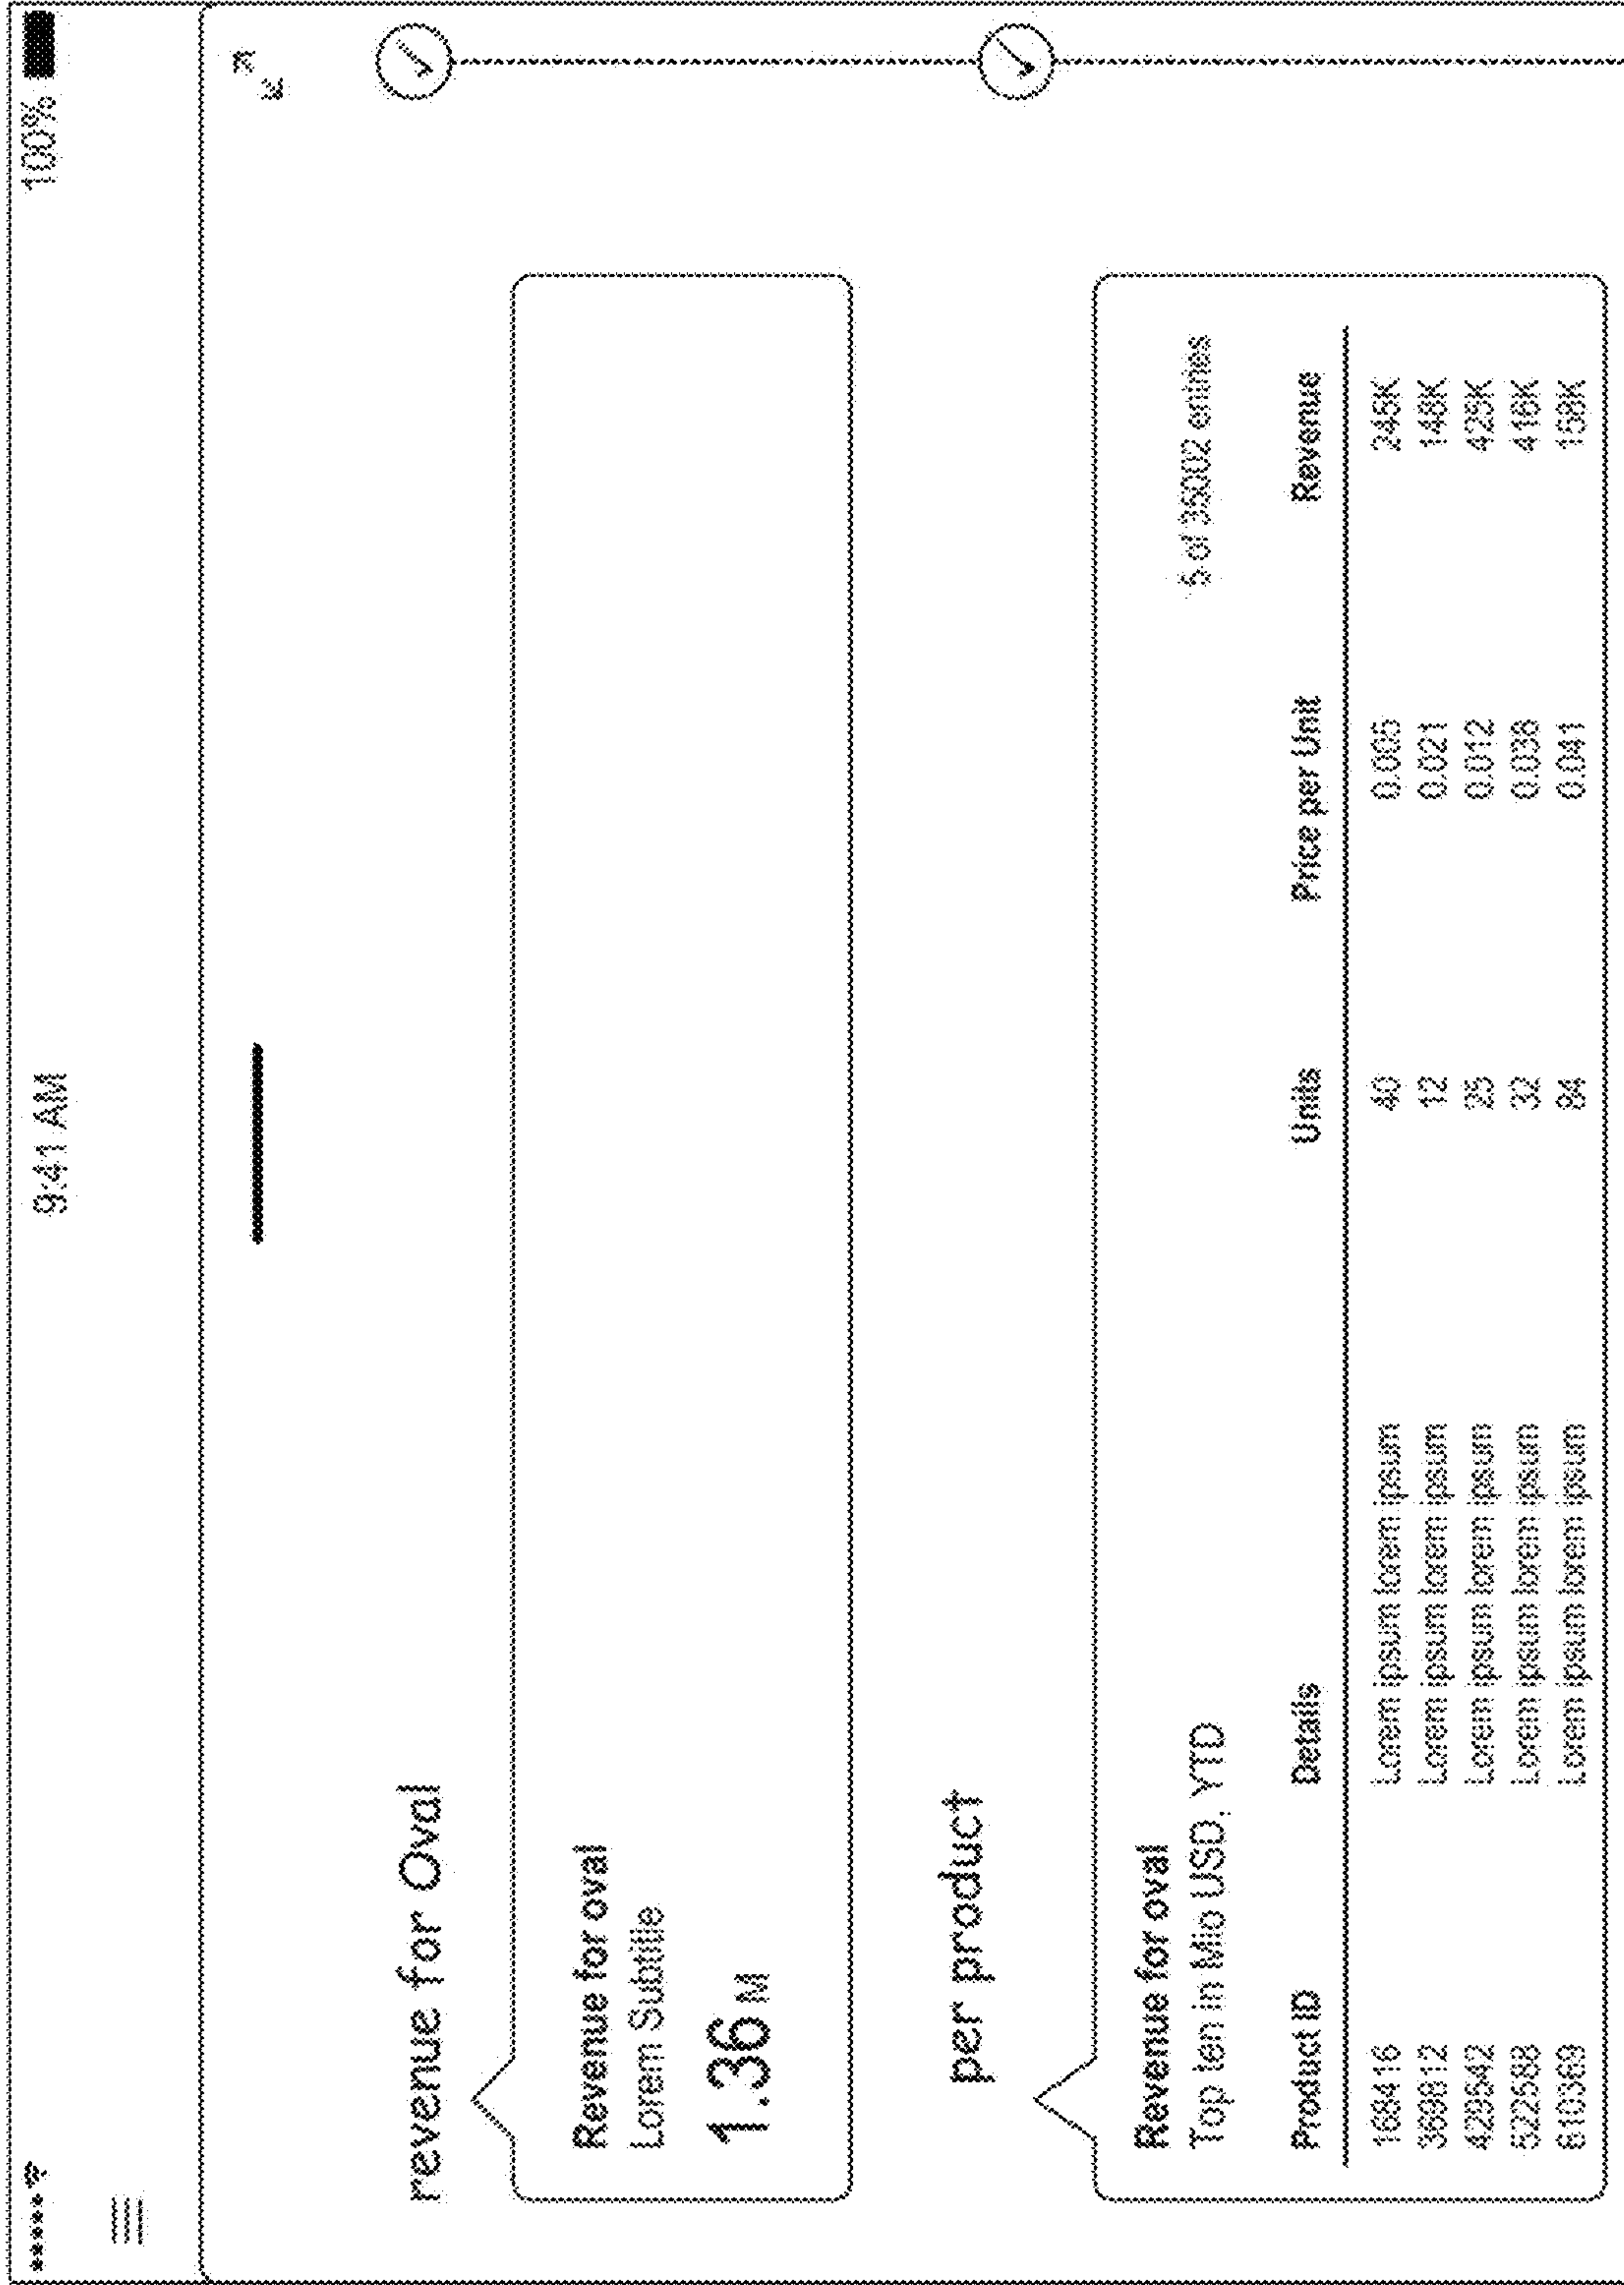 9:41 AM 100%
revenue for Oval
Revenue for oval
Lorem Subtitle
1.36 M
per product
Revenue for oval
Top ten in Mio USD, YTD 5 of 35002 entries
Product ID Details Units Price per Unit Revenue
168416 Lorem ipsum lorem ipsum 40 0.005 245K
369812 Lorem ipsum lorem ipsum 12 0.021 148K
429542 Lorem ipsum lorem ipsum 25 0.012 425K
522588 Lorem ipsum lorem ipsum 32 0.036 416K
610369 Lorem ipsum lorem ipsum 84 0.041 158K